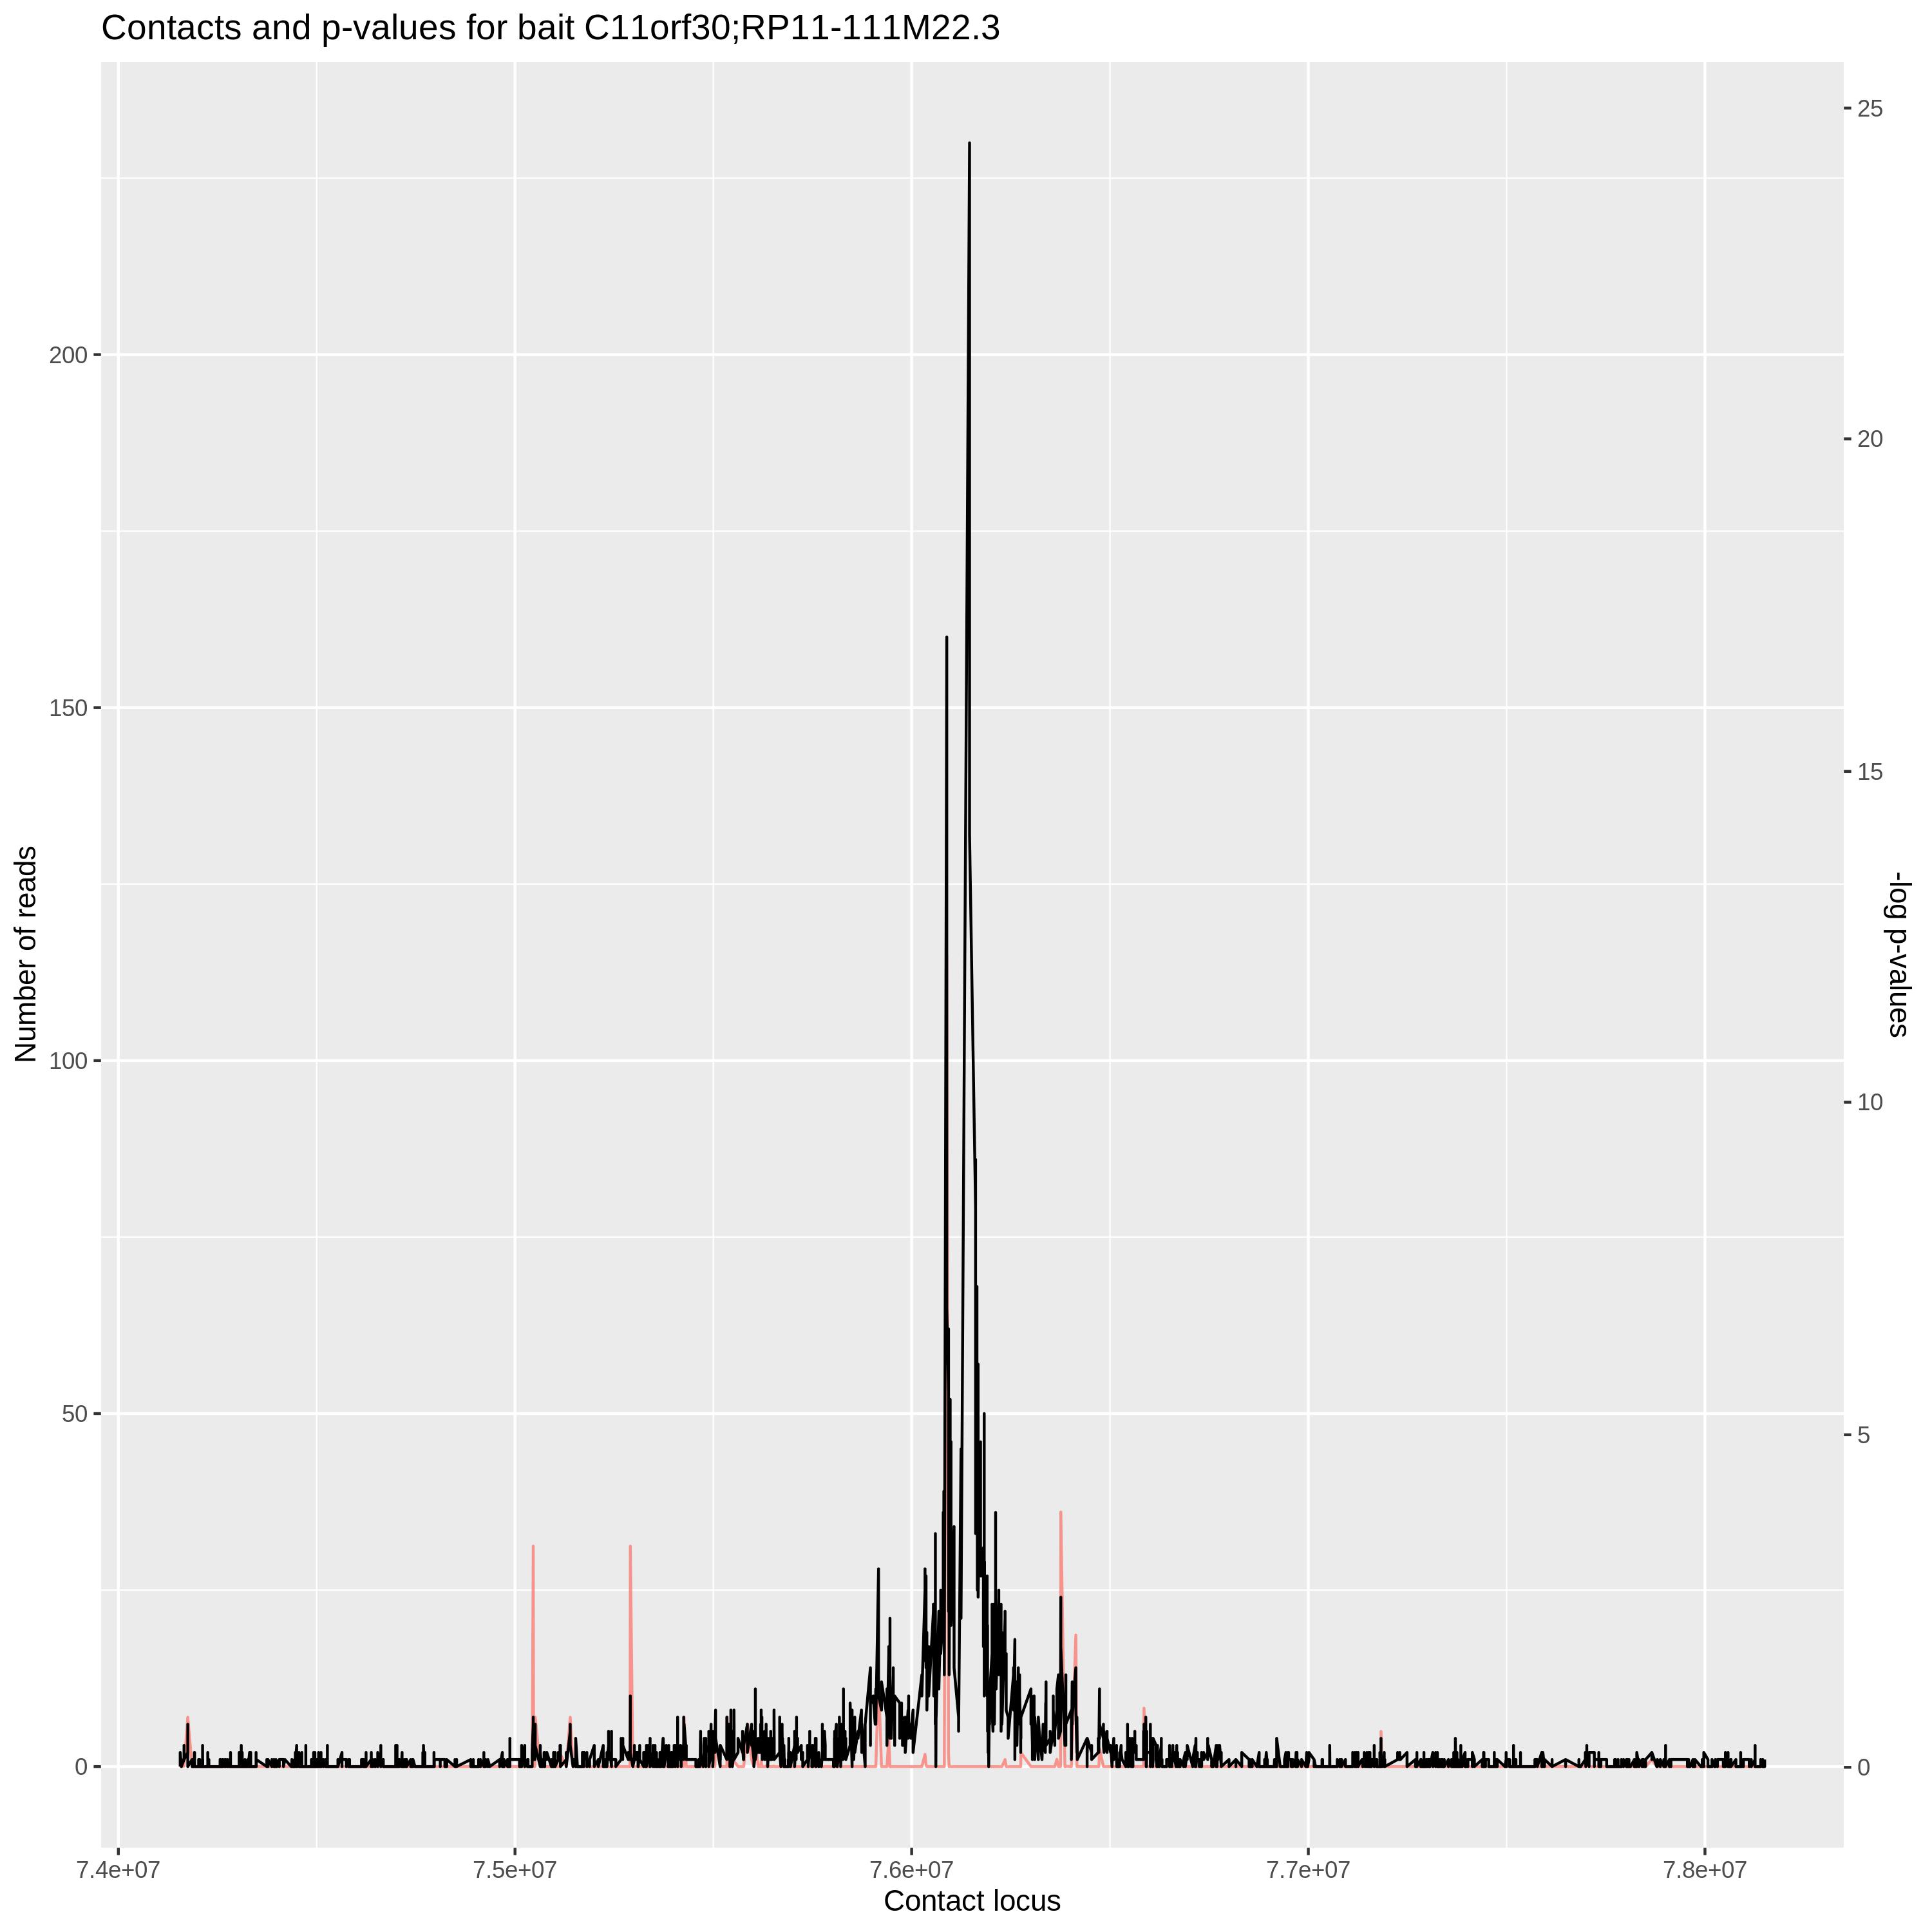 Contacts and p-values for bait C11orf30;RP11-111M22.3
25
20
15
10
5
0
200
150
100
50
0
Number of reads
-log p-values
7.4e+07 7.5e+07 7.6e+07 7.7e+07 7.8e+07
Contact locus